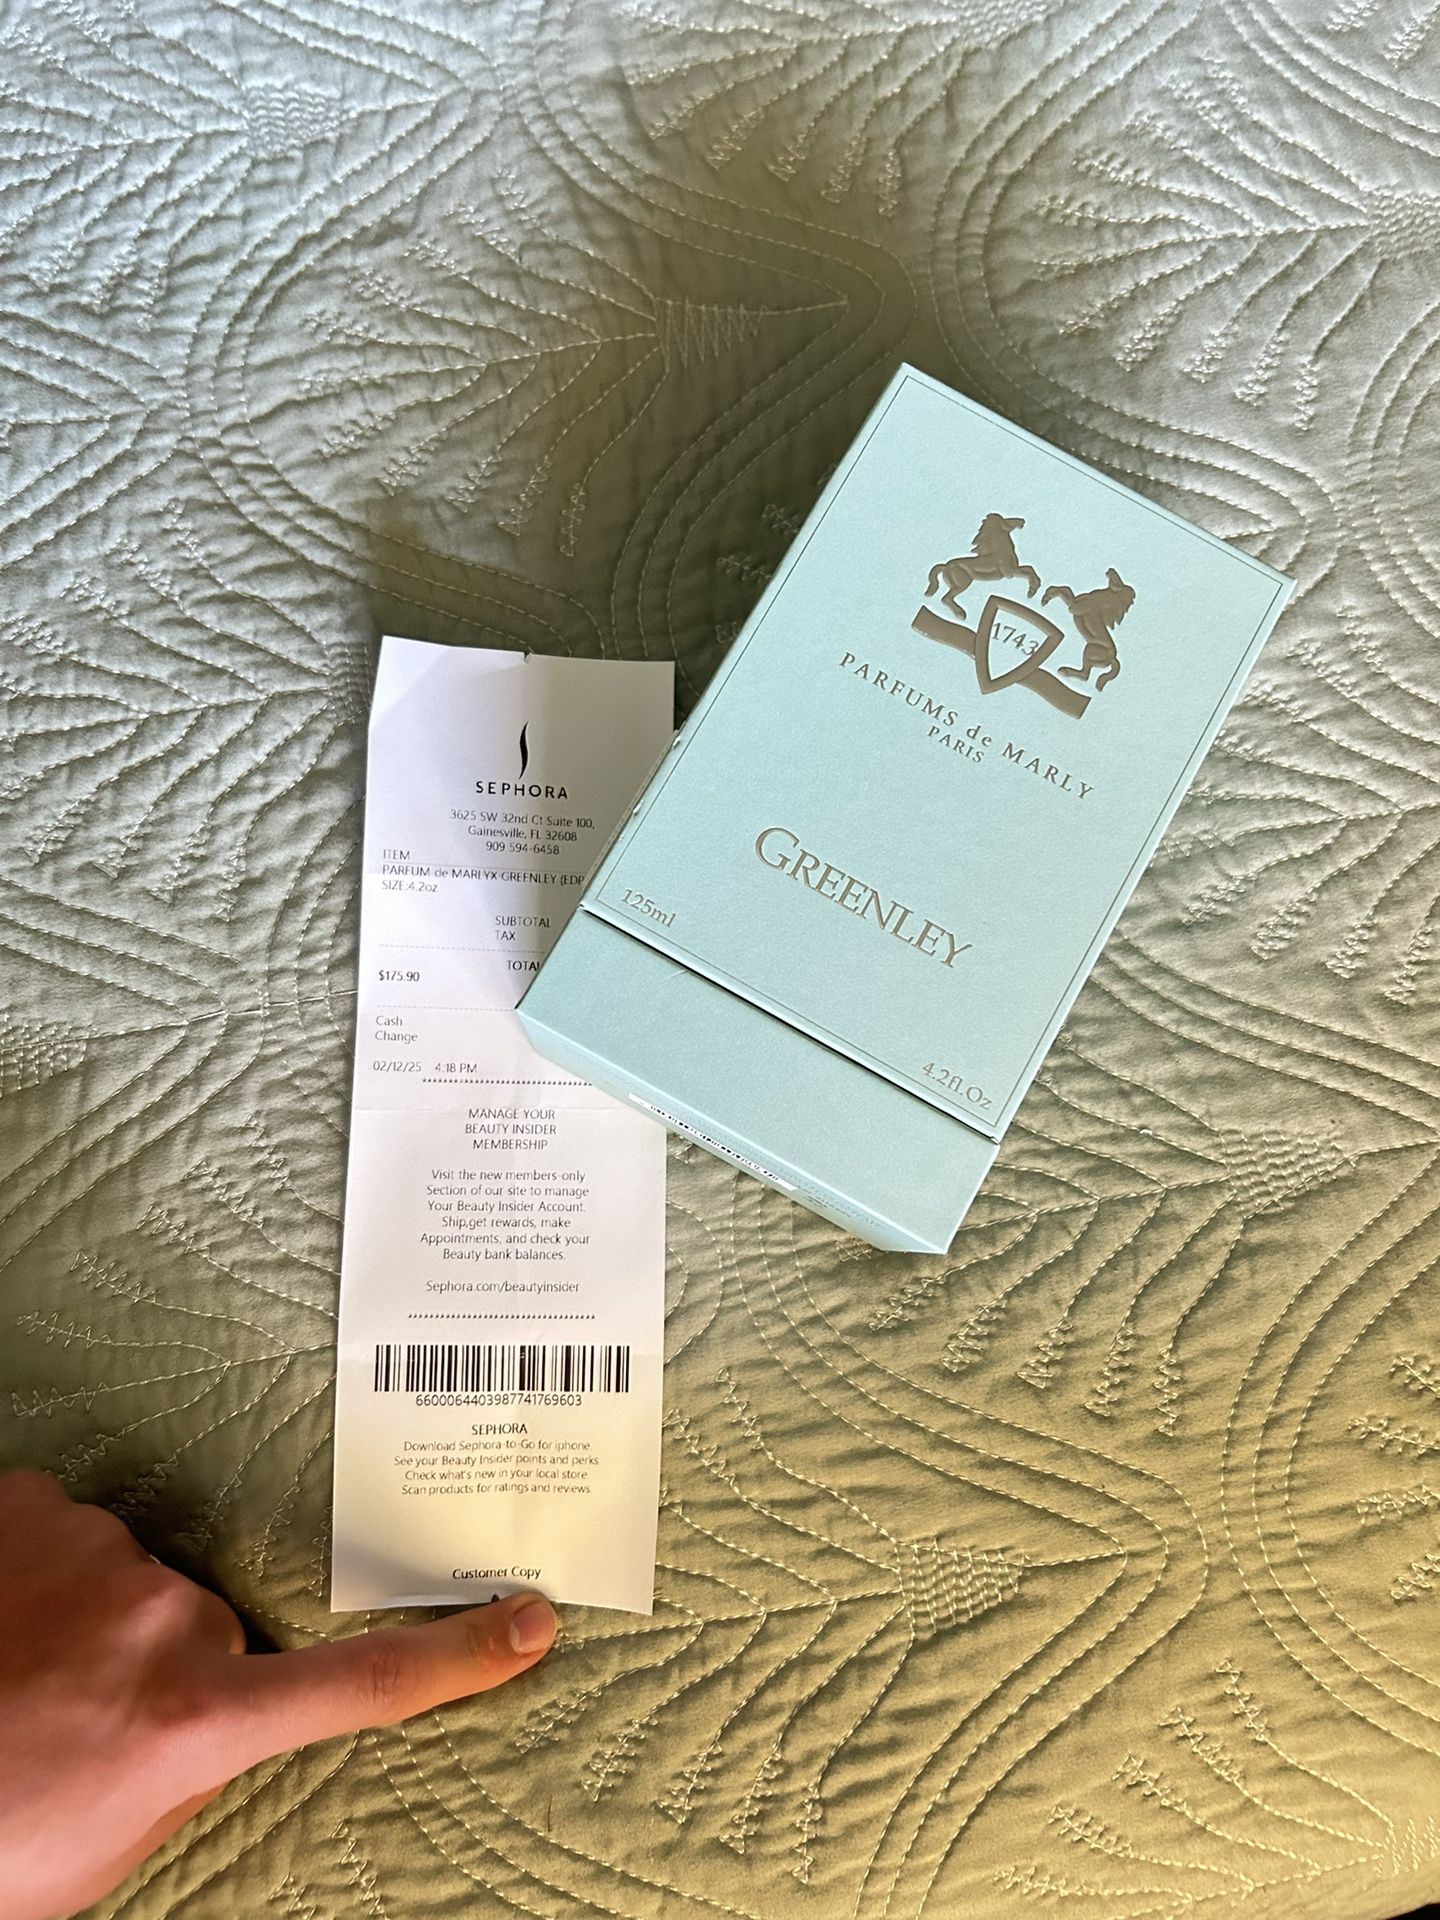 SEPHORA
3625 SW 32nd Ct Suite 100,
Gainesville, FL 32608
909 594-6458
ITEM
PARFUM de MARLYX GREENLEY (EDP
SIZE:4.2oz
SUBTOTAL
TAX
TOTAL
$175.90
Cash
Change
02/12/25 4:18 PM
MANAGE YOUR
BEAUTY INSIDER
MEMBERSHIP
Visit the new members-only
Section of our site to manage
Your Beauty Insider Account.
Ship,get rewards, make
Appointments, and check your
Beauty bank balances.
Sephora.com/beautyinsider
6600064403987741769603
SEPHORA
Download Sephora-to-Go for iphone
See your Beauty Insider points and perks
Check what's new in your local store.
Scan products for ratings and reviews
Customer Copy
1743
PARFUMS de MARLY
PARIS
GREENLEY
125ml
4.2fl.Oz